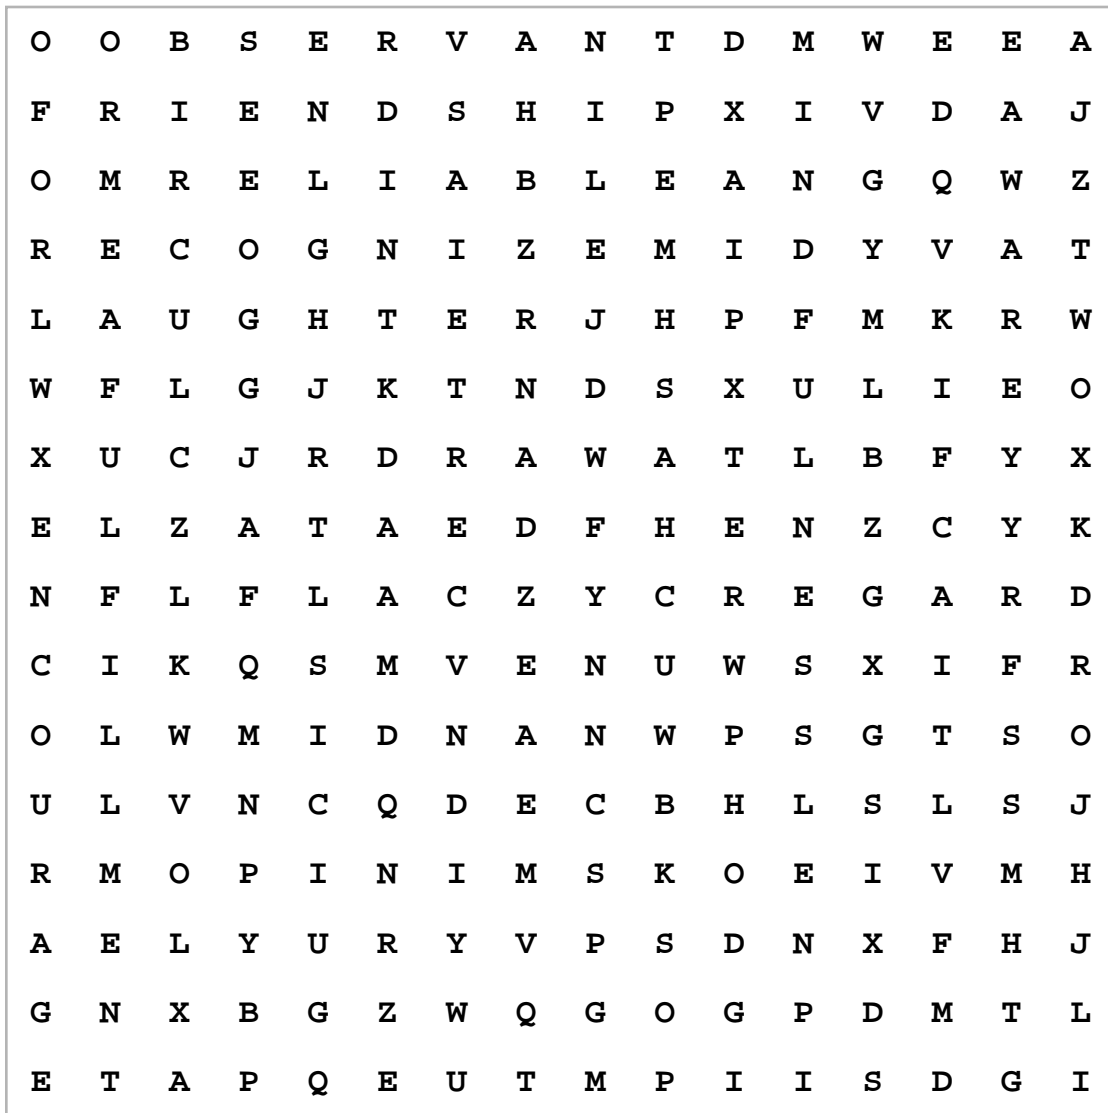 O O B S E R V A N T D M W E E A
F R I E N D S H I P X I V D A J
O M R E L I A B L E A N G Q W Z
R E C O G N I Z E M I D Y V A T
L A U G H T E R J H P F M K R W
W F L G J K T N D S X U L I E O
X U C J R D R A W A T L B F Y X
E L Z A T A E D F H E N Z C Y K
N F L F L A C Z Y C R E G A R D
C I K Q S M V E N U W S X I F R
O L W M I D N A N W P S G T S O
U L V N C Q D E C B H L S L S J
R M O P I N I M S K O E I V M H
A E L Y U R Y V P S D N X F H J
G N X B G Z W Q G O G P D M T L
E T A P Q E U T M P I I S D G I